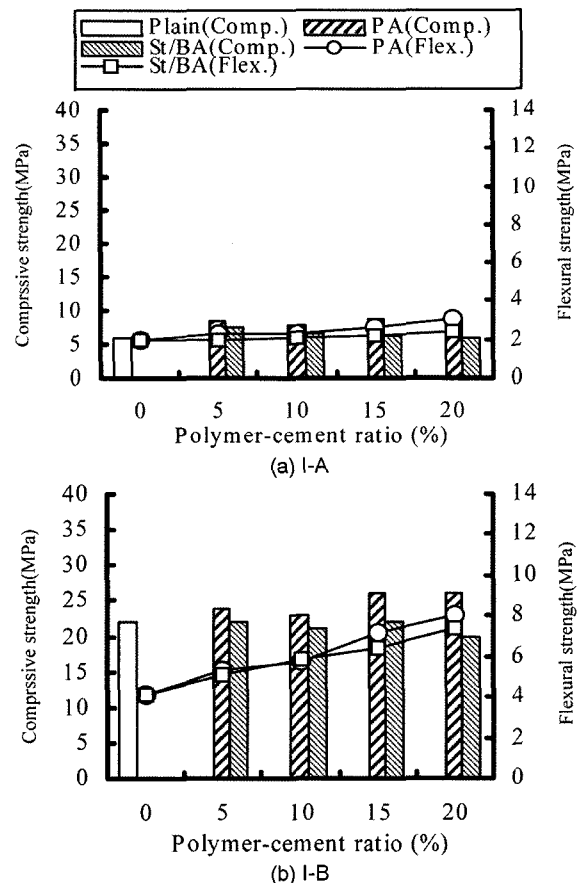 Plain(Comp.) PA(Comp.)
St/BA(Comp.) PA(Flex.)
St/BA(Flex.)
40 14
35 12
30 10
25 8
20 6
15 4
10 2
5 0
0
Comprssive strength(MPa)
Flexural strength(MPa)
0 5 10 15 20
Polymer-cement ratio (%)
(a) I-A
40 14
35 12
30 10
25 8
20 6
15 4
10 2
5 0
0
Comprssive strength(MPa)
Flexural strength(MPa)
0 5 10 15 20
Polymer-cement ratio (%)
(b) I-B